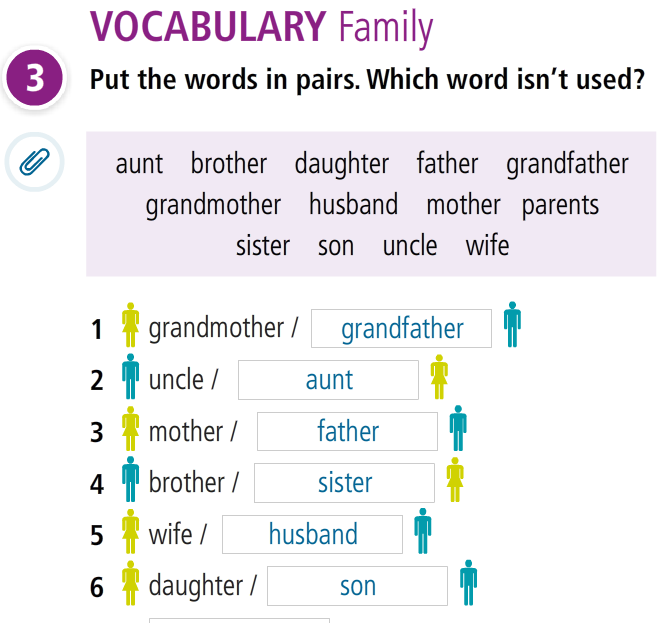 VOCABULARY Family
3 Put the words in pairs. Which word isn't used?
aunt brother daughter father grandfather
grandmother husband mother parents
sister son uncle wife
1 grandmother / grandfather
2 uncle / aunt
3 mother / father
4 brother / sister
5 wife / husband
6 daughter / son